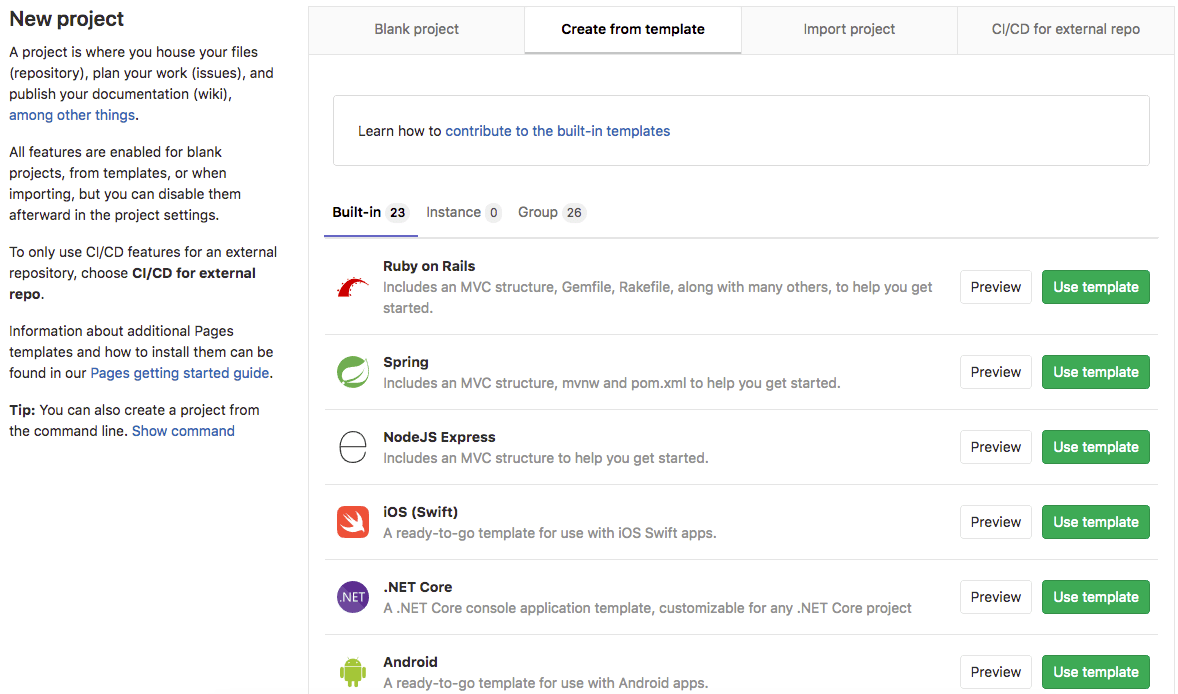 New project
A project is where you house your files
(repository), plan your work (issues), and
publish your documentation (wiki),
among other things.
All features are enabled for blank
projects, from templates, or when
importing, but you can disable them
afterward in the project settings.
To only use CI/CD features for an external
repository, choose CI/CD for external
repo.
Information about additional Pages
templates and how to install them can be
found in our Pages getting started guide.
Tip: You can also create a project from
the command line. Show command
Blank project Create from template Import project CI/CD for external repo
Learn how to contribute to the built-in templates
Built-in 23 Instance 0 Group 26
Ruby on Rails
Includes an MVC structure, Gemfile, Rakefile, along with many others, to help you get
started.
Preview Use template
Spring
Includes an MVC structure, mvnw and pom.xml to help you get started.
Preview Use template
NodeJS Express
Includes an MVC structure to help you get started.
Preview Use template
iOS (Swift)
A ready-to-go template for use with iOS Swift apps.
Preview Use template
.NET
.NET Core
A .NET Core console application template, customizable for any .NET Core project
Preview Use template
Android
A ready-to-go template for use with Android apps.
Preview Use template